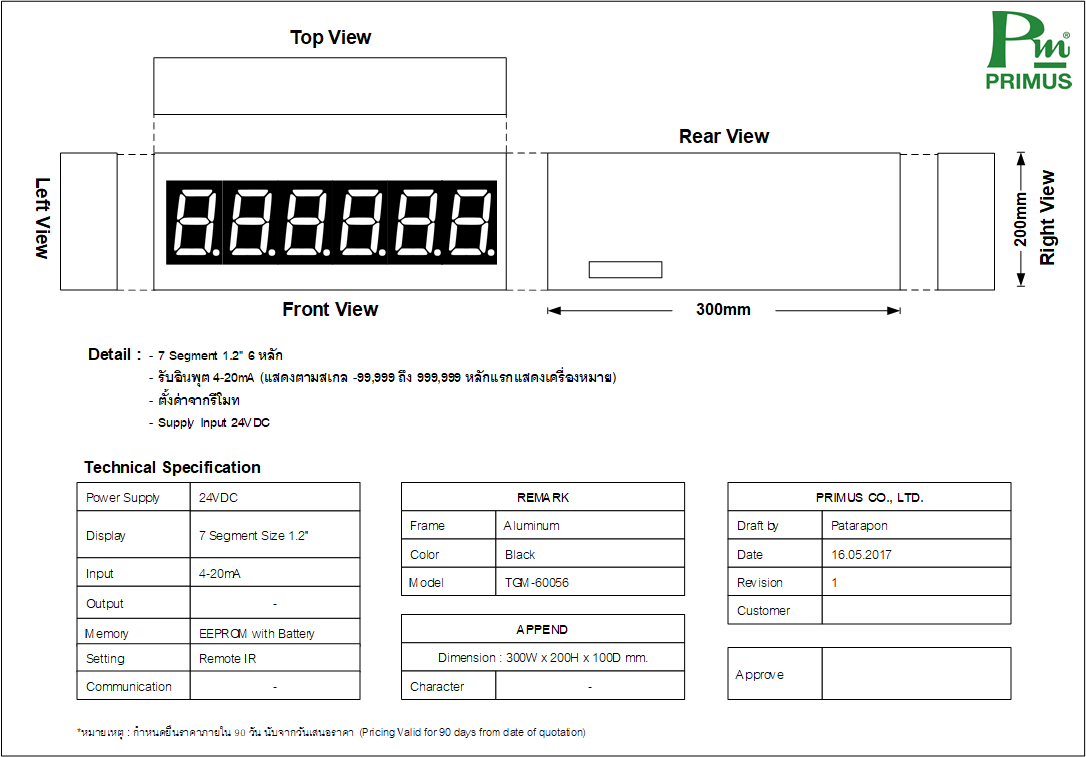 Top View
Pm®
PRIMUS
Rear View
Left View
8.8.8.8.8.8.
200mm
Right View
Front View
300mm
Detail : - 7 Segment 1.2" 6 หลัก
- รับอินพุต 4-20mA (แสดงตามสเกล -99,999 ถึง 999,999 หลักแรกแสดงเครื่องหมาย)
- ตั้งค่าจากรีโมท
- Supply Input 24VDC
Technical Specification
Power Supply 24VDC
Display 7 Segment Size 1.2"
Input 4-20mA
Output -
Memory EEPROM with Battery
Setting Remote IR
Communication -
REMARK
Frame Aluminum
Color Black
Model TGM-60056
APPEND
Dimension : 300W x 200H x 100D mm.
Character -
PRIMUS CO., LTD.
Draft by Patarapon
Date 16.05.2017
Revision 1
Customer
Approve
*หมายเหตุ : กำหนดยืนราคาภายใน 90 วัน นับจากวันเสนอราคา (Pricing Valid for 90 days from date of quotation)